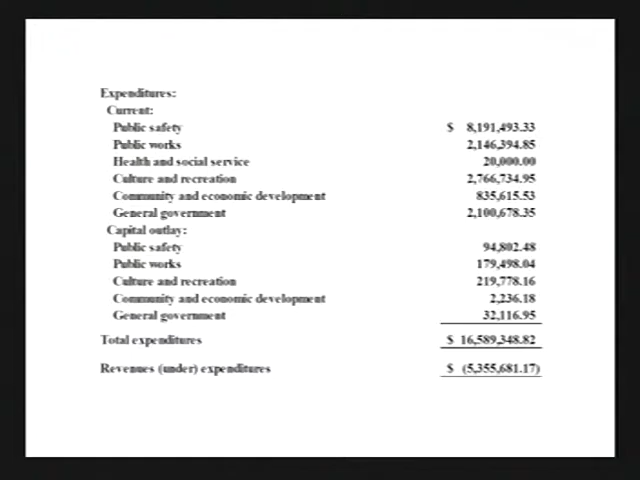 Expenditures:
Current:
Public safety $ 8,191,493.33
Public works 2,146,394.85
Health and social service 20,000.00
Culture and recreation 2,766,734.95
Community and economic development 835,615.53
General government 2,100,678.35
Capital outlay:
Public safety 94,802.48
Public works 179,498.04
Culture and recreation 219,778.16
Community and economic development 2,236.18
General government 32,116.95
Total expenditures $ 16,589,348.82
Revenues (under) expenditures $ (5,355,681.17)